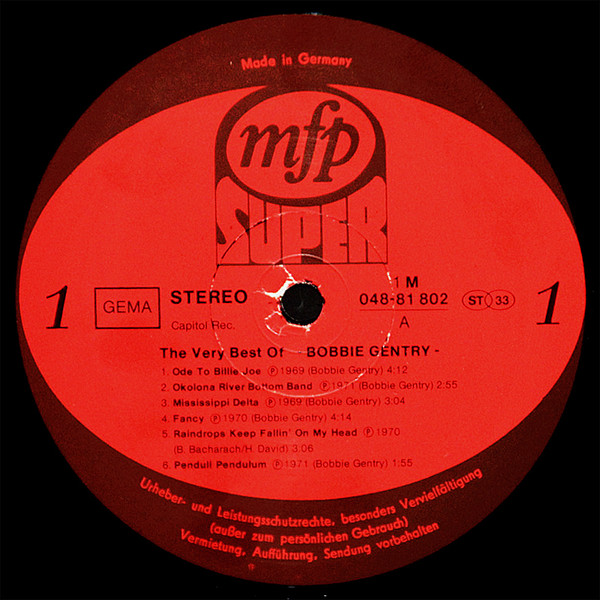 Made in Germany
mfp
SUPER
1
GEMA
STEREO
1 M
048-81 802
ST 33
1
Capitol Rec.
A
The Very Best Of - BOBBIE GENTRY -
1. Ode To Billie Joe Ⓟ 1969 (Bobbie Gentry) 4:12
2. Okolona River Bottom Band Ⓟ 1971 (Bobbie Gentry) 2:55
3. Mississippi Delta Ⓟ 1969 (Bobbie Gentry) 3:04
4. Fancy Ⓟ 1970 (Bobbie Gentry) 4:14
5. Raindrops Keep Fallin' On My Head Ⓟ 1970
(B. Bacharach/H. David) 3:06
6. Penduli Pendulum Ⓟ 1971 (Bobbie Gentry) 1:55
Urheber- und Leistungsschutzrechte, besonders Vervielfältigung
(außer zum persönlichen Gebrauch)
Vermietung, Aufführung, Sendung vorbehalten